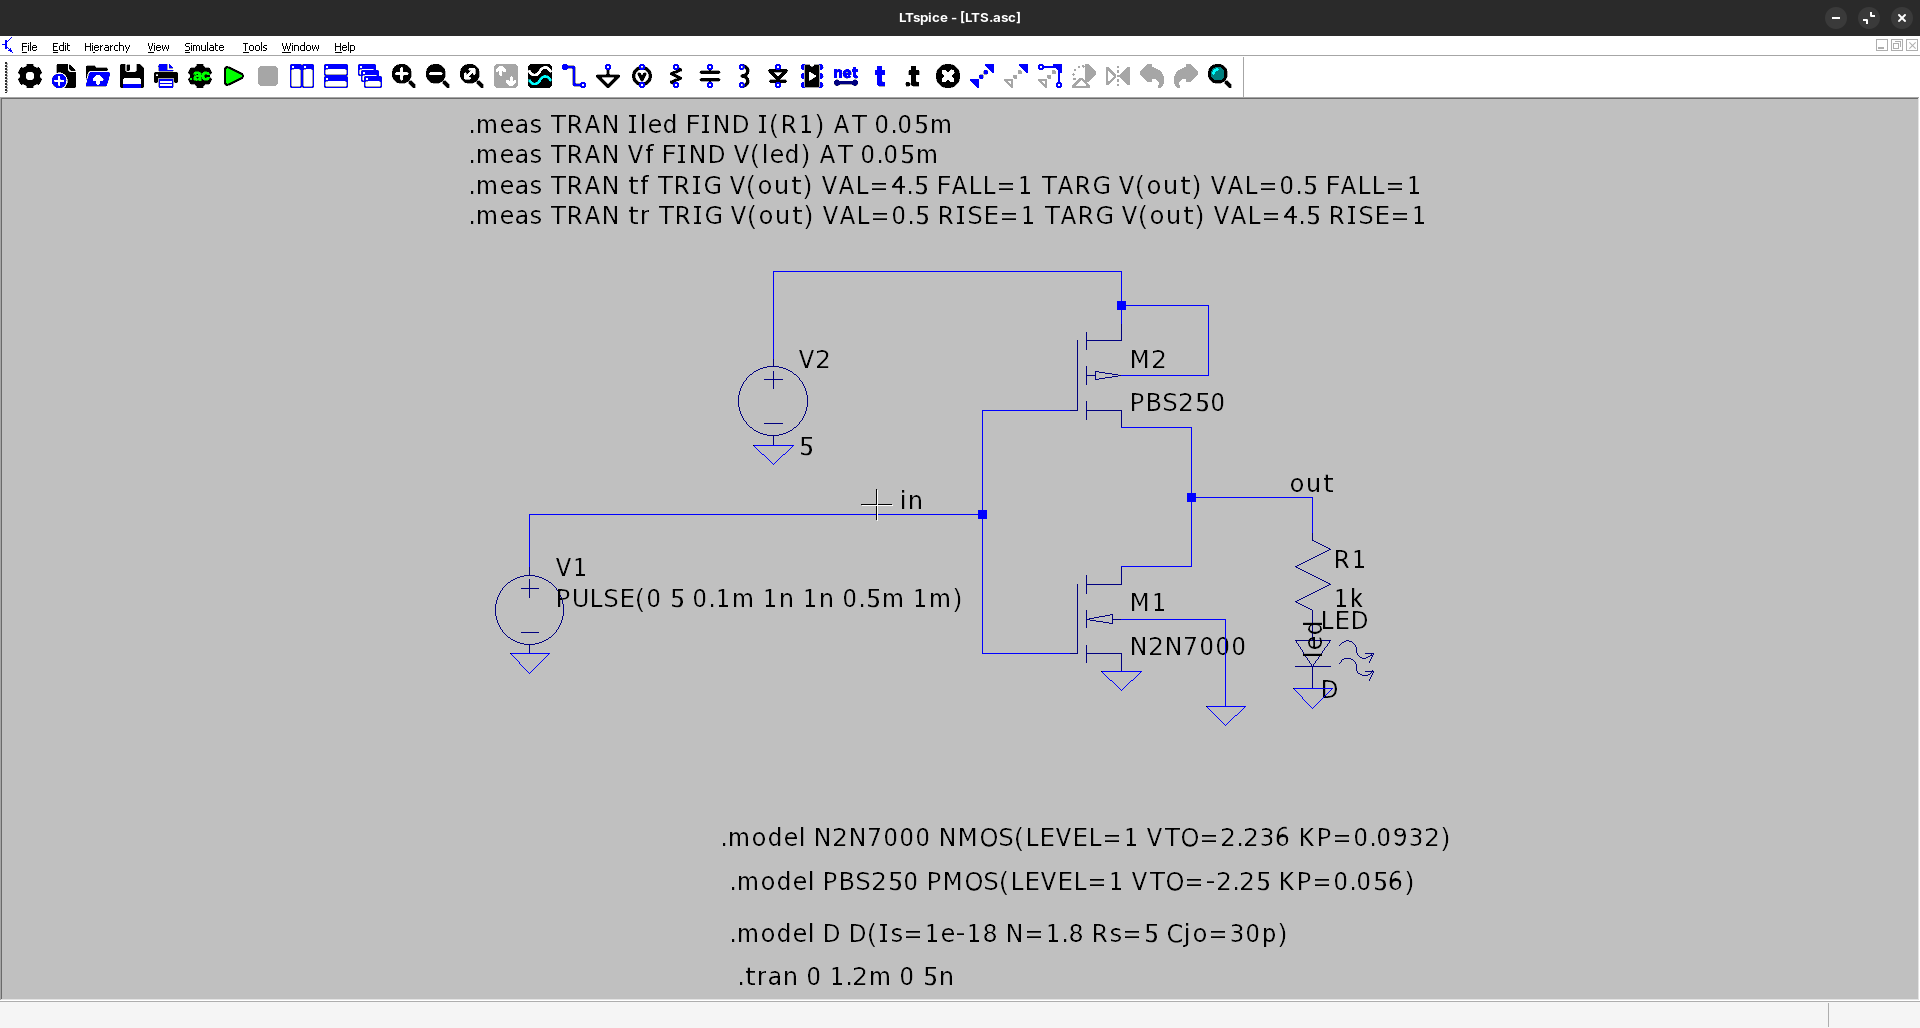 LTspice - [LTS.asc]
File Edit Hierarchy View Simulate Tools Window Help
ac net t .t
.meas TRAN Iled FIND I(R1) AT 0.05m
.meas TRAN Vf FIND V(led) AT 0.05m
.meas TRAN tf TRIG V(out) VAL=4.5 FALL=1 TARG V(out) VAL=0.5 FALL=1
.meas TRAN tr TRIG V(out) VAL=0.5 RISE=1 TARG V(out) VAL=4.5 RISE=1
V2
M2
PBS250
5
out
in
R1
V1
PULSE(0 5 0.1m 1n 1n 0.5m 1m)
1k
M1
LED
led
N2N7000
D
.model N2N7000 NMOS(LEVEL=1 VTO=2.236 KP=0.0932)
.model PBS250 PMOS(LEVEL=1 VTO=-2.25 KP=0.056)
.model D D(Is=1e-18 N=1.8 Rs=5 Cjo=30p)
.tran 0 1.2m 0 5n